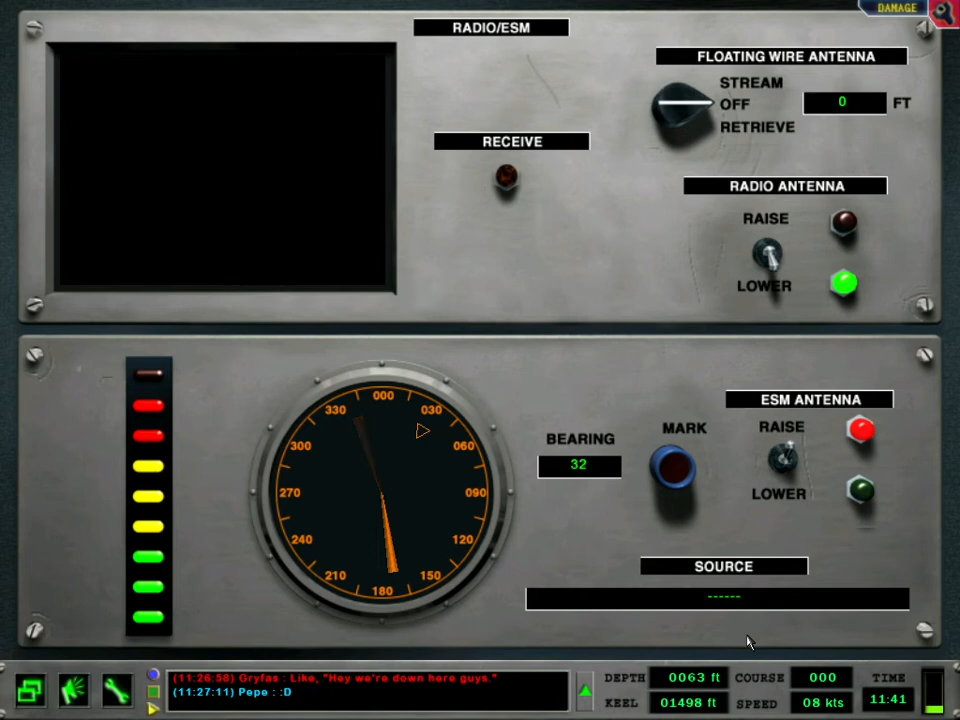 DAMAGE
RADIO/ESM
FLOATING WIRE ANTENNA
STREAM
OFF
RETRIEVE
0 FT
RECEIVE
RADIO ANTENNA
RAISE
LOWER
000
030
060
090
120
150
180
210
240
270
300
330
BEARING
32
MARK
ESM ANTENNA
RAISE
LOWER
SOURCE
------
(11:26:58) Gryfas : Like, "Hey we're down here guys."
(11:27:11) Pepe : :D
DEPTH 0063 ft COURSE 000 TIME
KEEL 01498 ft SPEED 08 kts 11:41